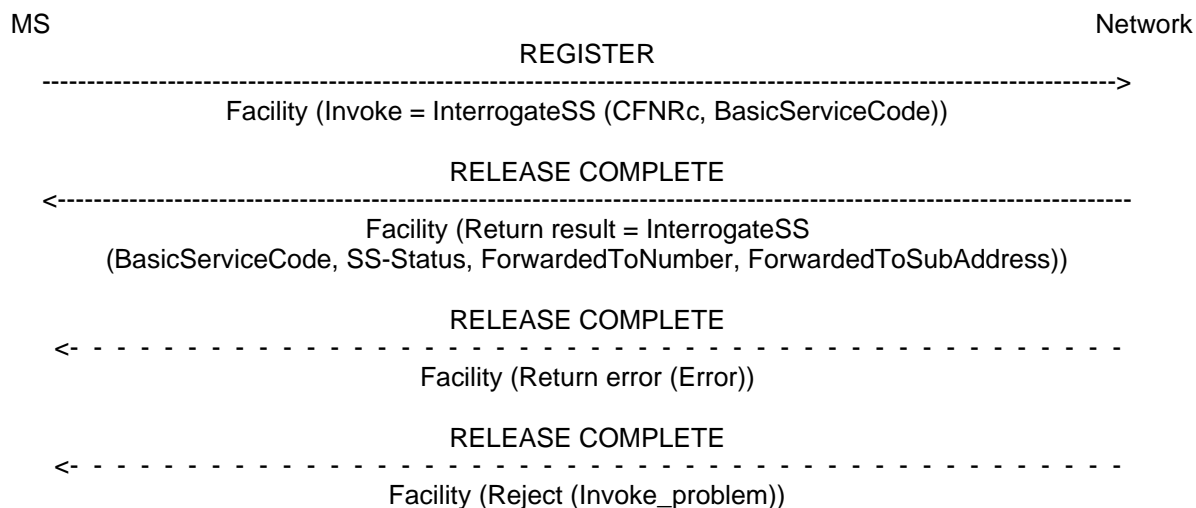 MS Network
REGISTER
Facility (Invoke = InterrogateSS (CFNRc, BasicServiceCode))
RELEASE COMPLETE
Facility (Return result = InterrogateSS
(BasicServiceCode, SS-Status, ForwardedToNumber, ForwardedToSubAddress))
RELEASE COMPLETE
Facility (Return error (Error))
RELEASE COMPLETE
Facility (Reject (Invoke_problem))